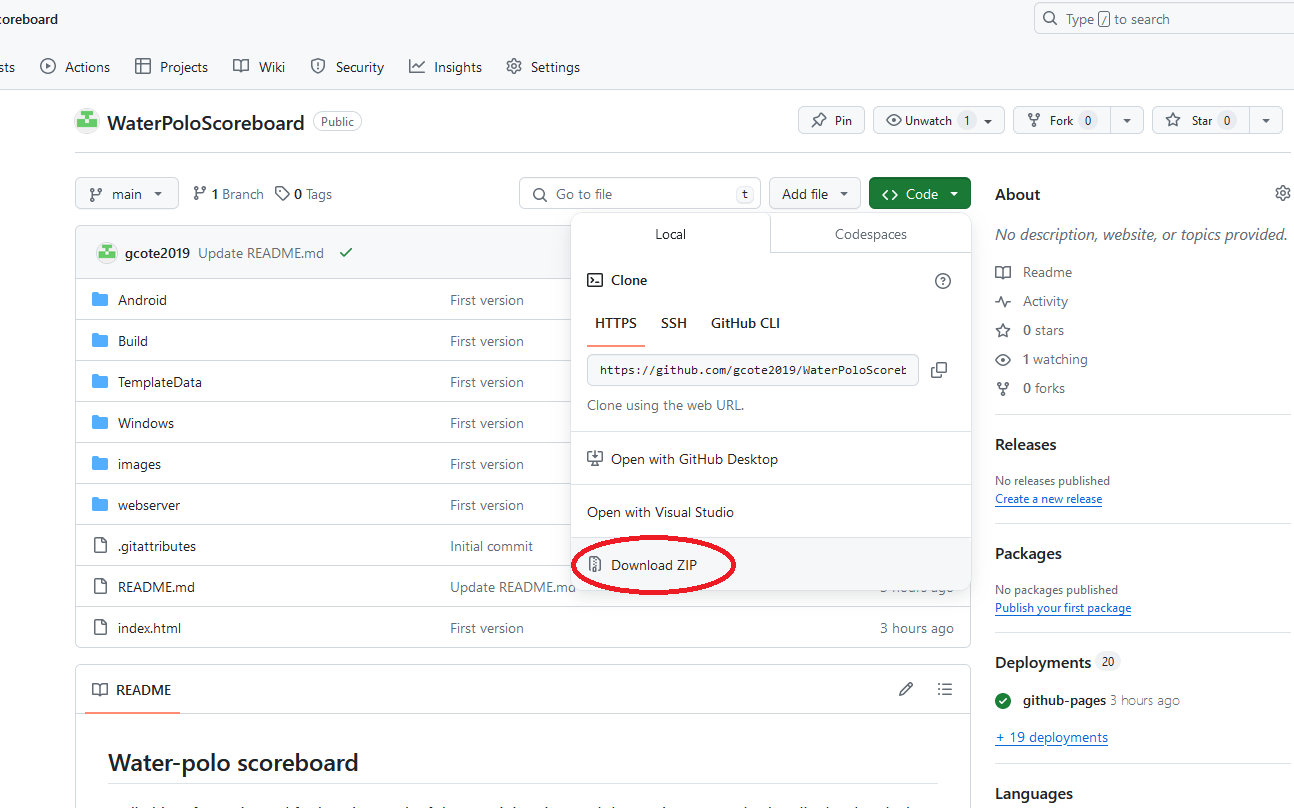 coreboard
Type / to search
sts Actions Projects Wiki Security Insights Settings
WaterPoloScoreboard Public
Pin Unwatch 1 Fork 0 Star 0
main 1 Branch 0 Tags Go to file t Add file Code
About
gcote2019 Update README.md
Local Codespaces
No description, website, or topics provided.
Clone
Readme
Android First version
Activity
HTTPS SSH GitHub CLI
0 stars
Build First version
1 watching
https://github.com/gcote2019/WaterPoloScoreb
TemplateData First version
0 forks
Clone using the web URL.
Windows First version
Releases
Open with GitHub Desktop
images First version
No releases published
Create a new release
webserver First version
Open with Visual Studio
.gitattributes Initial commit
Packages
Download ZIP
README.md Update README.md 3 hours ago
No packages published
Publish your first package
index.html First version 3 hours ago
Deployments 20
README
github-pages 3 hours ago
+ 19 deployments
Water-polo scoreboard
Languages